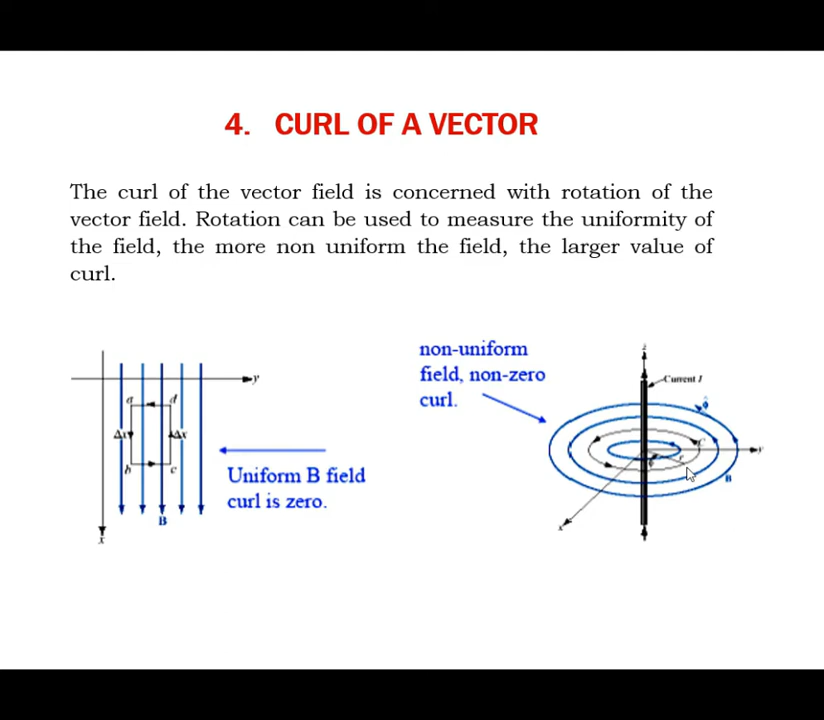 4. CURL OF A VECTOR
The curl of the vector field is concerned with rotation of the
vector field. Rotation can be used to measure the uniformity of
the field, the more non uniform the field, the larger value of
curl.
y
a
d
Δx
Δx
b
c
B
x
Uniform B field
curl is zero.
non-uniform
field, non-zero
curl.
z
Current I
ϕ̂
C
y
r
B
x